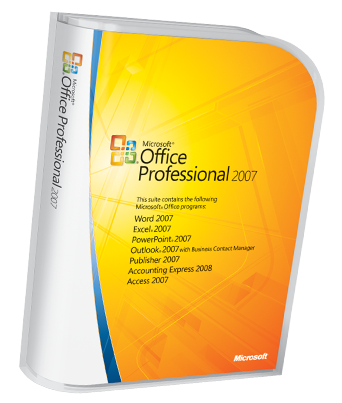 Microsoft®
Office Professional 2007
Microsoft®
Office
Professional 2007
This suite contains the following
Microsoft® Office programs:
Word 2007
Excel® 2007
PowerPoint® 2007
Outlook® 2007 with Business Contact Manager
Publisher 2007
Accounting Express 2008
Access 2007
Microsoft